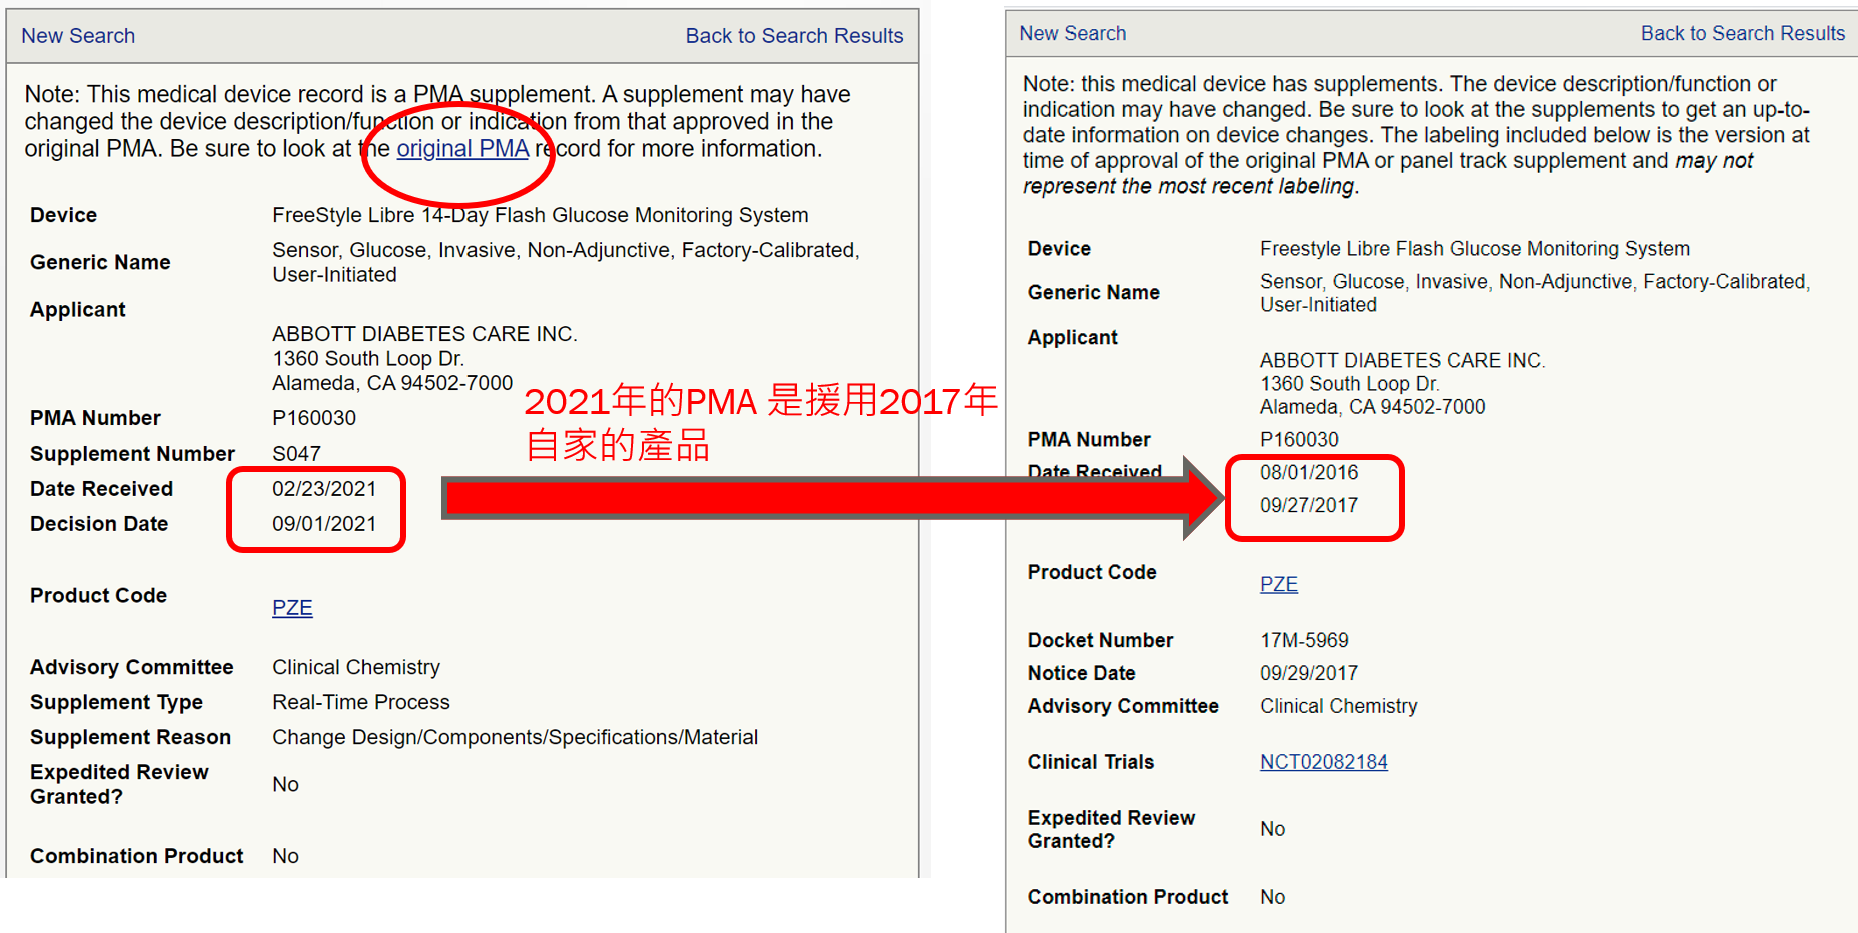 New Search
Back to Search Results
Note: This medical device record is a PMA supplement. A supplement may have
changed the device description/function or indication from that approved in the
original PMA. Be sure to look at the original PMA record for more information.
Device
FreeStyle Libre 14-Day Flash Glucose Monitoring System
Generic Name
Sensor, Glucose, Invasive, Non-Adjunctive, Factory-Calibrated,
User-Initiated
Applicant
ABBOTT DIABETES CARE INC.
1360 South Loop Dr.
Alameda, CA 94502-7000
PMA Number
P160030
Supplement Number
S047
Date Received
02/23/2021
Decision Date
09/01/2021
Product Code
PZE
Advisory Committee
Clinical Chemistry
Supplement Type
Real-Time Process
Supplement Reason
Change Design/Components/Specifications/Material
Expedited Review
Granted?
No
Combination Product
No
2021年的PMA 是援用2017年
自家的產品
New Search
Back to Search Results
Note: this medical device has supplements. The device description/function or
indication may have changed. Be sure to look at the supplements to get an up-to-
date information on device changes. The labeling included below is the version at
time of approval of the original PMA or panel track supplement and may not
represent the most recent labeling.
Device
Freestyle Libre Flash Glucose Monitoring System
Generic Name
Sensor, Glucose, Invasive, Non-Adjunctive, Factory-Calibrated,
User-Initiated
Applicant
ABBOTT DIABETES CARE INC.
1360 South Loop Dr.
Alameda, CA 94502-7000
PMA Number
P160030
Date Received
08/01/2016
09/27/2017
Product Code
PZE
Docket Number
17M-5969
Notice Date
09/29/2017
Advisory Committee
Clinical Chemistry
Clinical Trials
NCT02082184
Expedited Review
Granted?
No
Combination Product
No